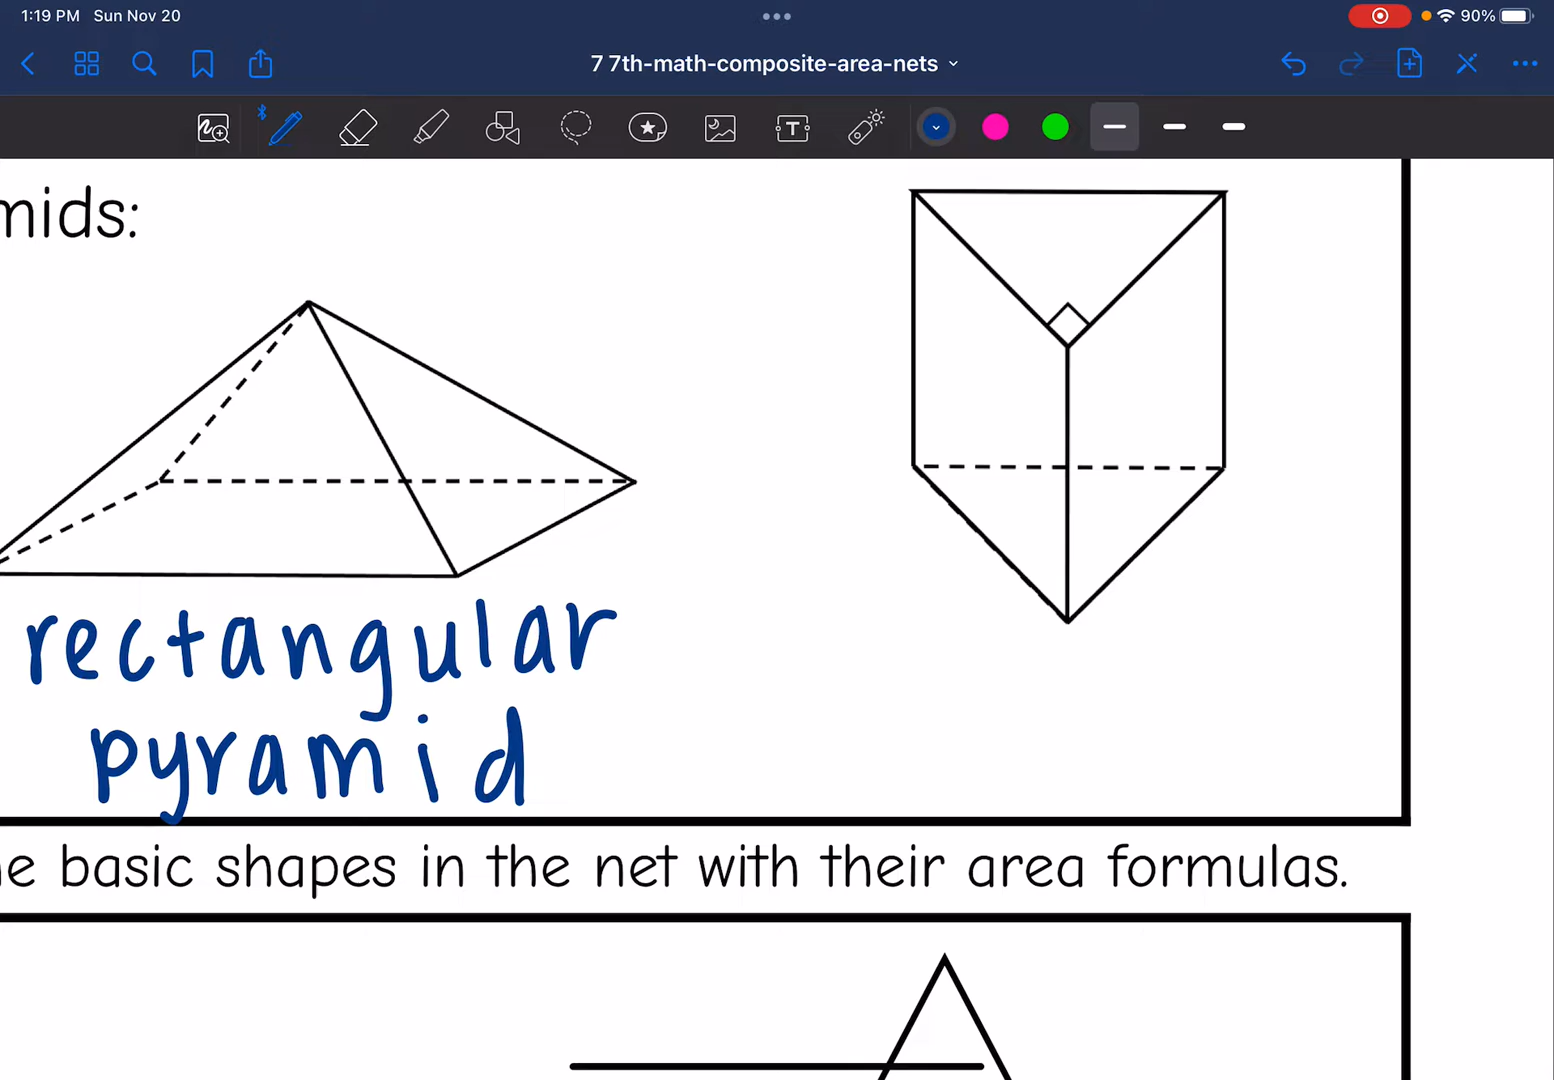 1:19 PM Sun Nov 20
90%
7 7th-math-composite-area-nets
T
mids:
rectangular
pyramid
e basic shapes in the net with their area formulas.